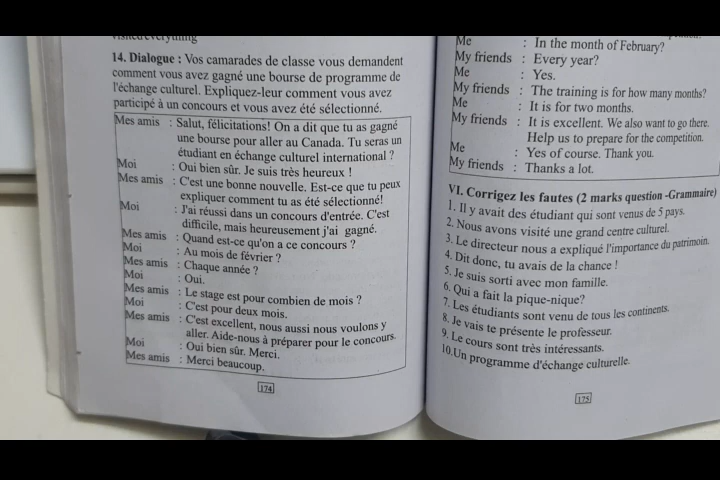 visited everything
14. Dialogue : Vos camarades de classe vous demandent
comment vous avez gagné une bourse de programme de
l'échange culturel. Expliquez-leur comment vous avez
participé à un concours et vous avez été sélectionné.
Mes amis : Salut, félicitations! On a dit que tu as gagné
une bourse pour aller au Canada. Tu seras un
étudiant en échange culturel international ?
Moi : Oui bien sûr. Je suis très heureux !
Mes amis : C'est une bonne nouvelle. Est-ce que tu peux
expliquer comment tu as été sélectionné!
Moi : J'ai réussi dans un concours d'entrée. C'est
difficile, mais heureusement j'ai gagné.
Mes amis : Quand est-ce qu'on a ce concours ?
Moi : Au mois de février ?
Mes amis : Chaque année ?
Moi : Oui.
Mes amis : Le stage est pour combien de mois ?
Moi : C'est pour deux mois.
Mes amis : C'est excellent, nous aussi nous voulons y
aller. Aide-nous à préparer pour le concours.
Moi : Oui bien sûr. Merci.
Mes amis : Merci beaucoup.
174
Me : In the month of February?
My friends : Every year?
Me : Yes.
My friends : The training is for how many months?
Me : It is for two months.
My friends : It is excellent. We also want to go there.
Help us to prepare for the competition.
Me : Yes of course. Thank you.
My friends : Thanks a lot.
VI. Corrigez les fautes (2 marks question -Grammaire)
1. Il y avait des étudiant qui sont venus de 5 pays.
2. Nous avons visité une grand centre culturel.
3. Le directeur nous a expliqué l'importance du patrimoin.
4. Dit donc, tu avais de la chance !
5. Je suis sorti avec mon famille.
6. Qui a fait la pique-nique?
7. Les étudiants sont venu de tous les continents.
8. Je vais te présente le professeur.
9. Le cours sont très intéressants.
10.Un programme d'échange culturelle.
175